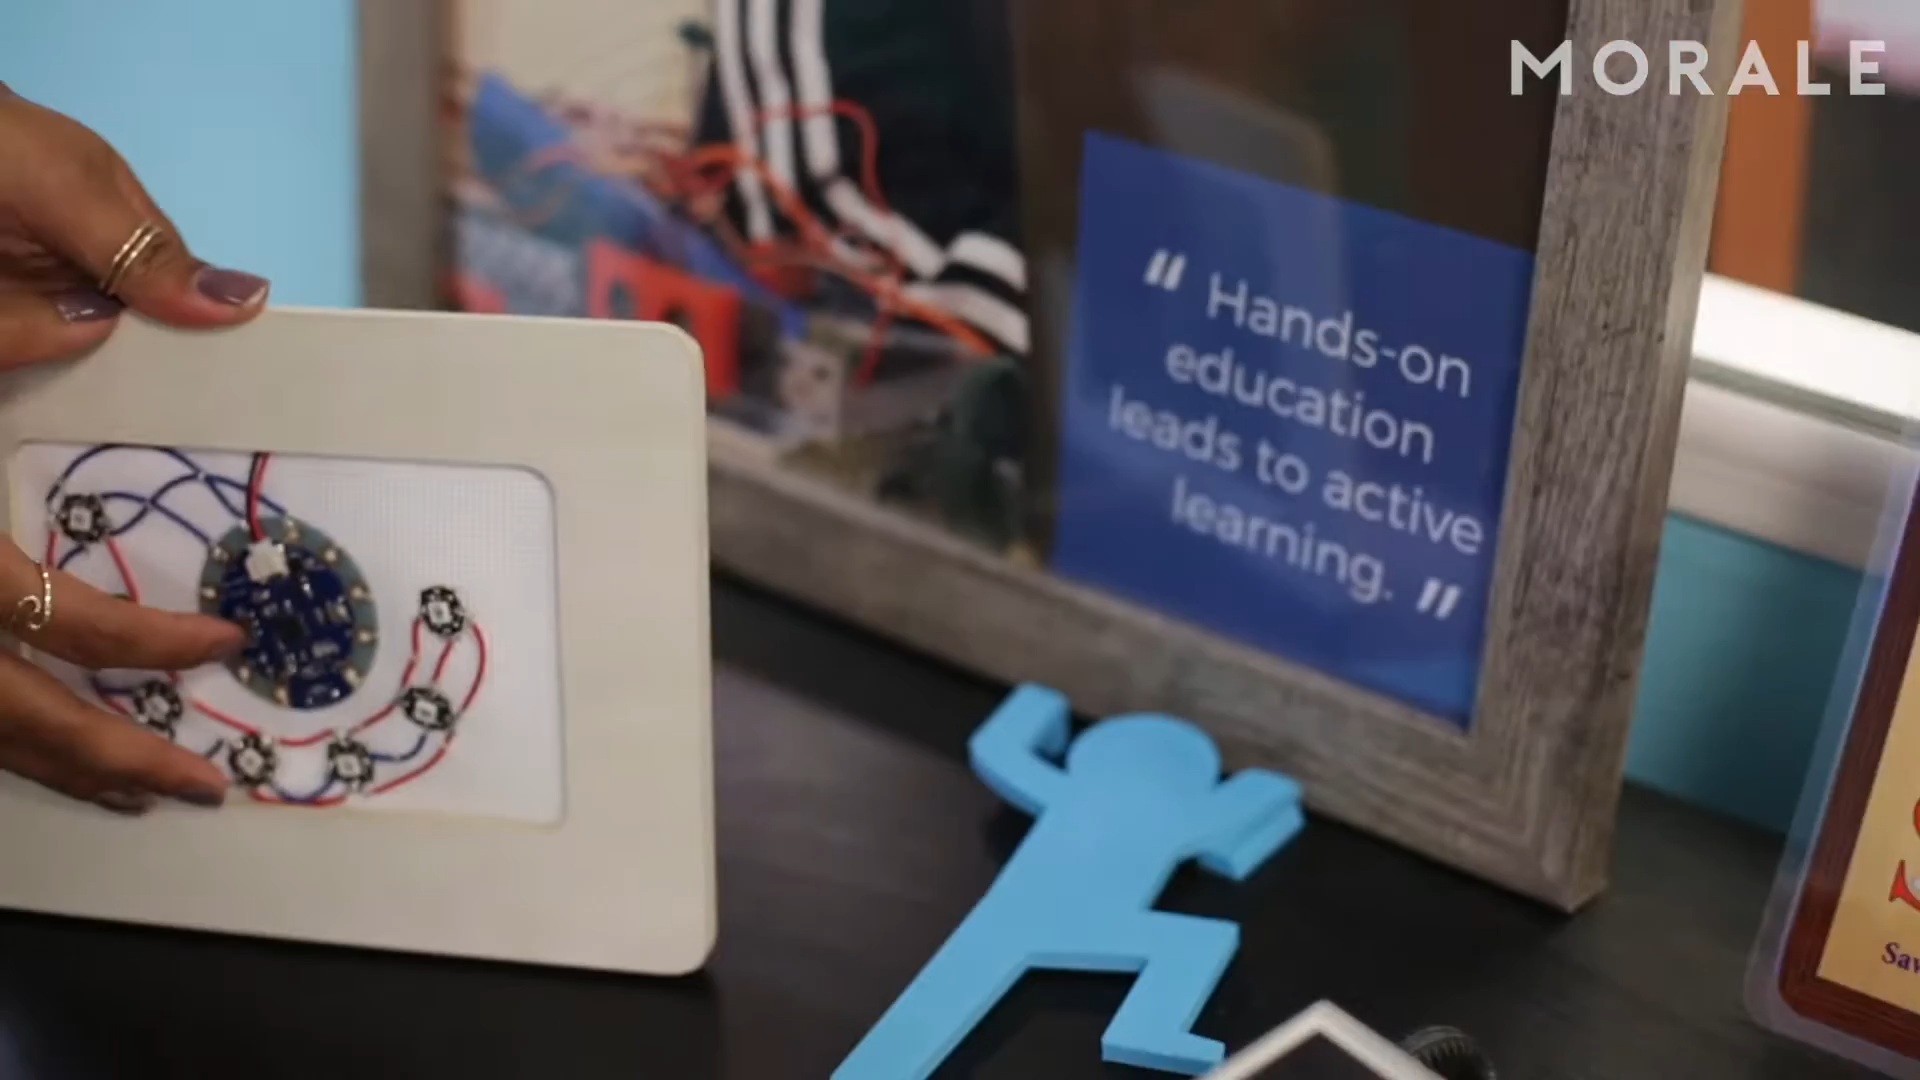 MORALE
“ Hands-on
education
leads to active
learning. ”